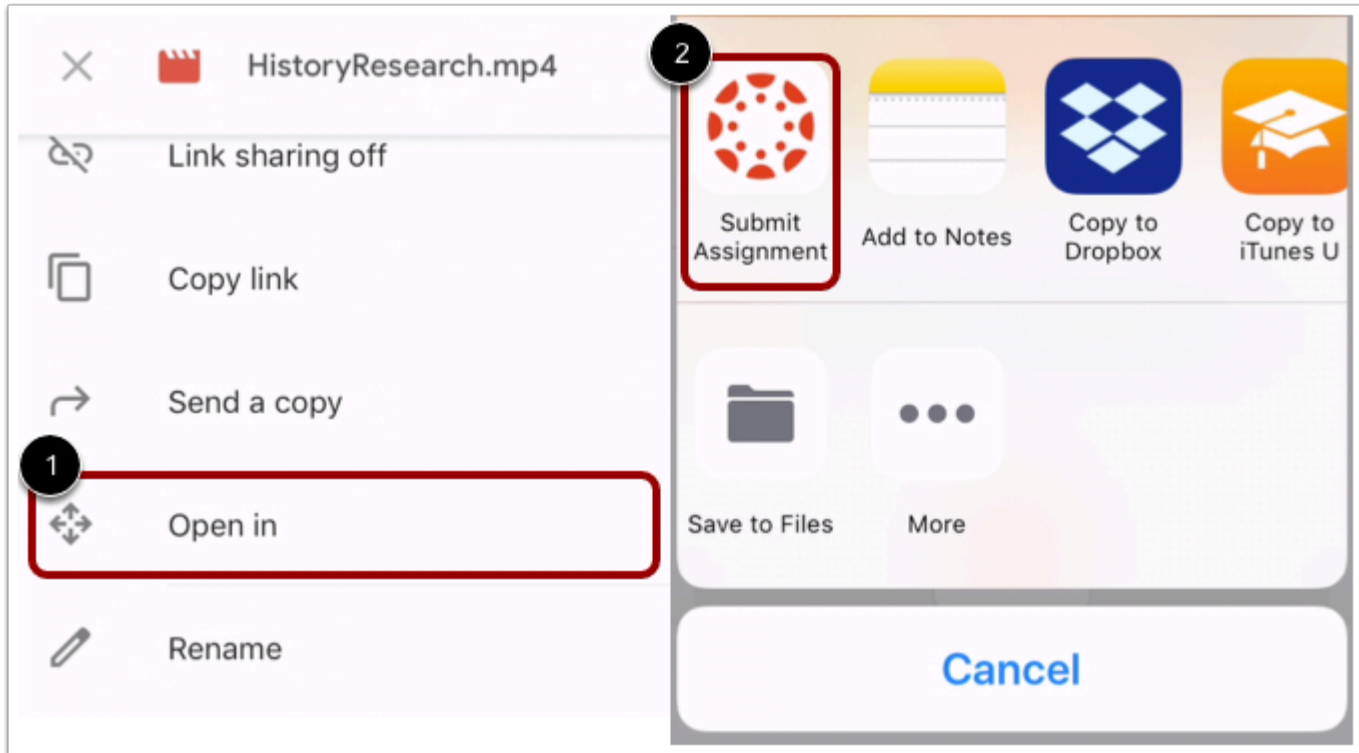 HistoryResearch.mp4
Link sharing off
Copy link
Send a copy
1
Open in
Rename
2
Submit
Assignment
Add to Notes
Copy to
Dropbox
Copy to
iTunes U
Save to Files
More
Cancel